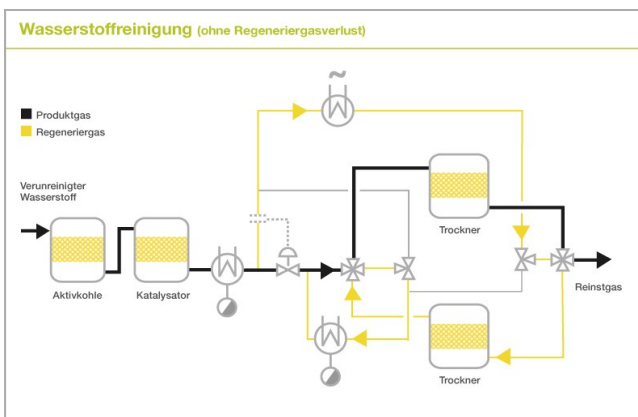 Wasserstoffreinigung (ohne Regeneriergasverlust)
Produktgas
Regeneriergas
Verunreinigter
Wasserstoff
Aktivkohle
Katalysator
Trockner
Reinstgas
Trockner